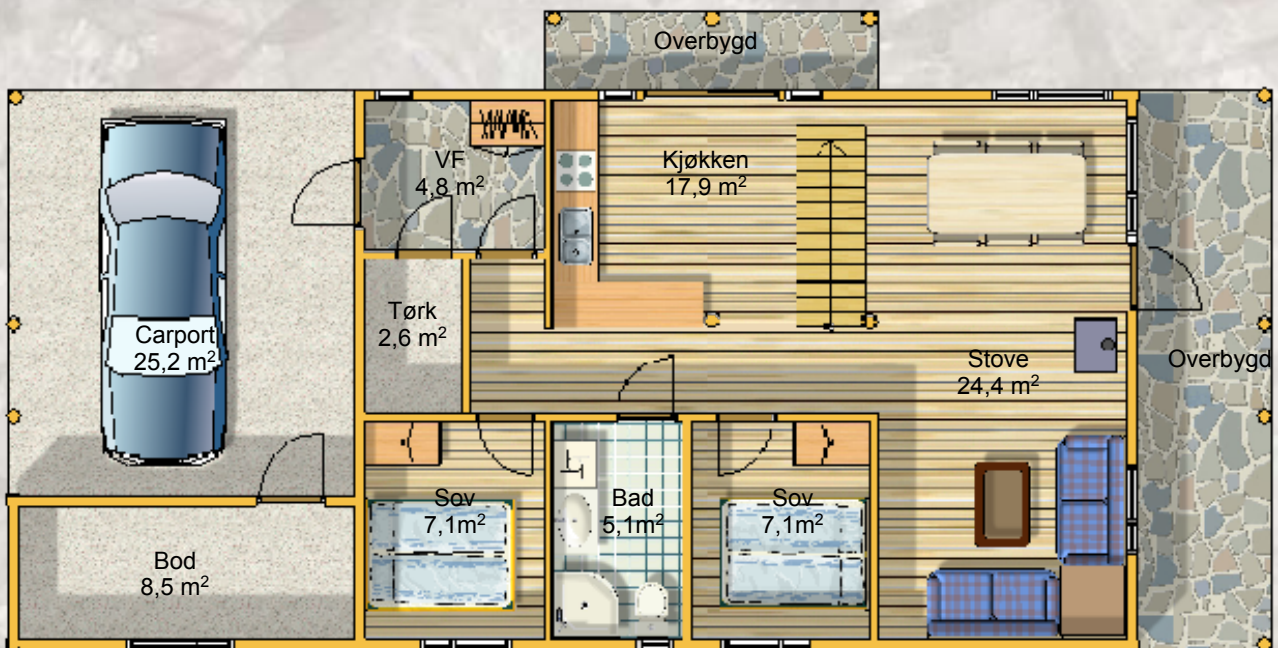 Overbygd
VF
4,8 m²
Kjøkken
17,9 m²
Tørk
2,6 m²
Carport
25,2 m²
Stove
24,4 m²
Overbygd
Sov
7,1m²
Bad
5,1m²
Sov
7,1m²
Bod
8,5 m²